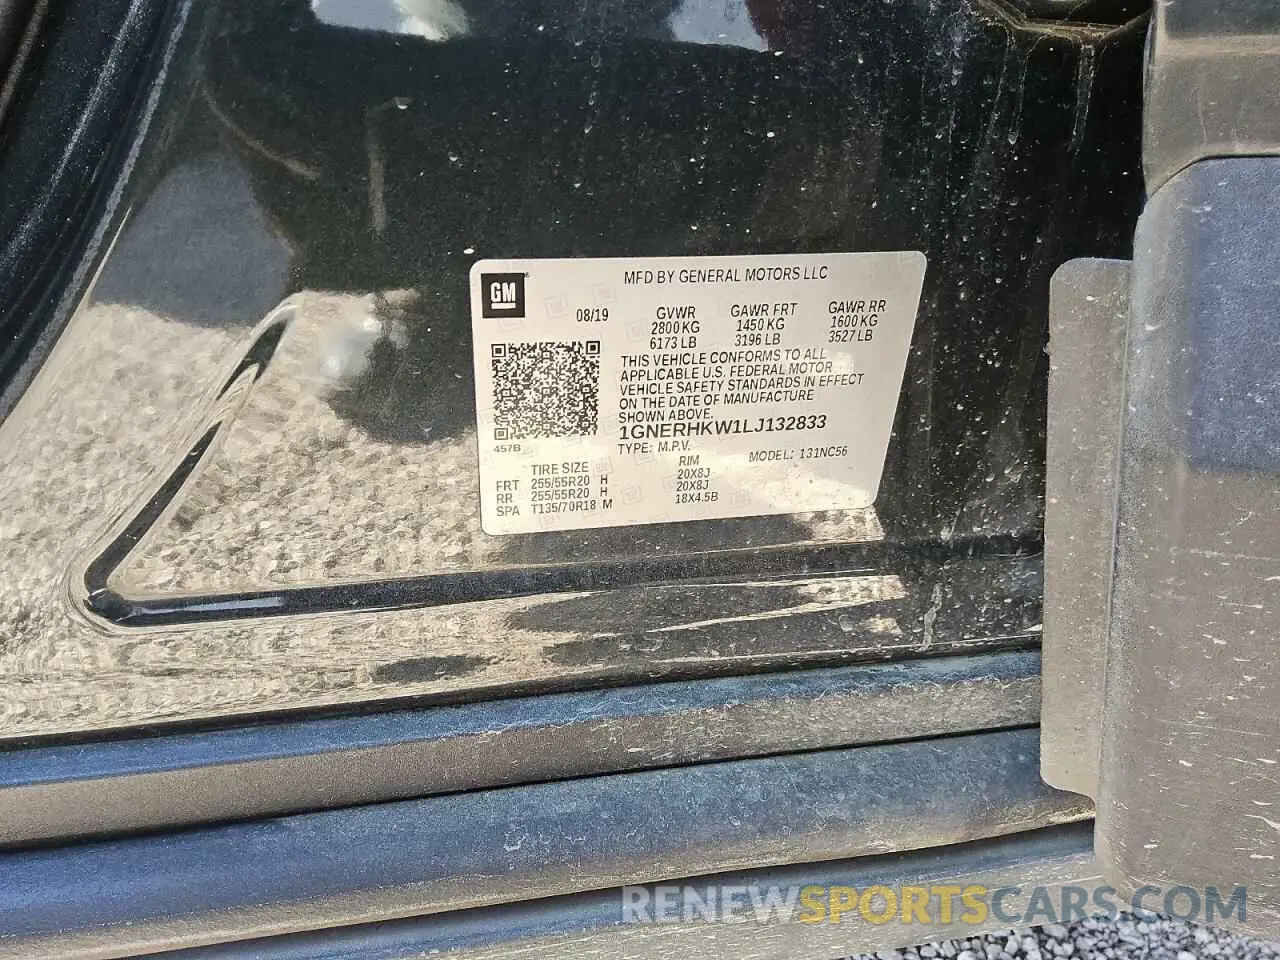 MFD BY GENERAL MOTORS LLC
GM
08/19
GVWR
2800 KG
6173 LB
GAWR FRT
1450 KG
3196 LB
GAWR RR
1600 KG
3527 LB
THIS VEHICLE CONFORMS TO ALL
APPLICABLE U.S. FEDERAL MOTOR
VEHICLE SAFETY STANDARDS IN EFFECT
ON THE DATE OF MANUFACTURE
SHOWN ABOVE.
1GNERHKW1LJ132833
457B
TYPE: M.P.V.
MODEL: 131NC56
TIRE SIZE RIM
FRT 255/55R20 H 20X8J
RR 255/55R20 H 20X8J
SPA T135/70R18 M 18X4.5B
RENEWSPORTSCARS.COM